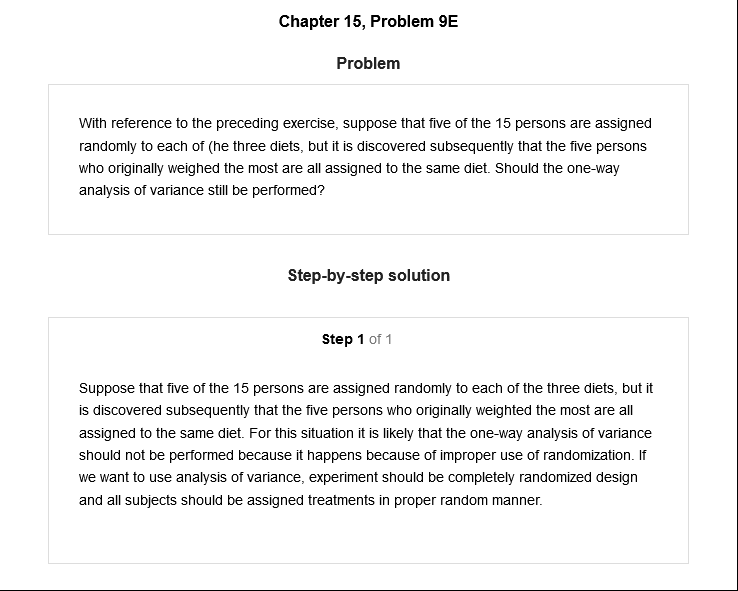 Chapter 15, Problem 9E
Problem
With reference to the preceding exercise, suppose that five of the 15 persons are assigned
randomly to each of (he three diets, but it is discovered subsequently that the five persons
who originally weighed the most are all assigned to the same diet. Should the one-way
analysis of variance still be performed?
Step-by-step solution
Step 1 of 1
Suppose that five of the 15 persons are assigned randomly to each of the three diets, but it
is discovered subsequently that the five persons who originally weighted the most are all
assigned to the same diet. For this situation it is likely that the one-way analysis of variance
should not be performed because it happens because of improper use of randomization. If
we want to use analysis of variance, experiment should be completely randomized design
and all subjects should be assigned treatments in proper random manner.